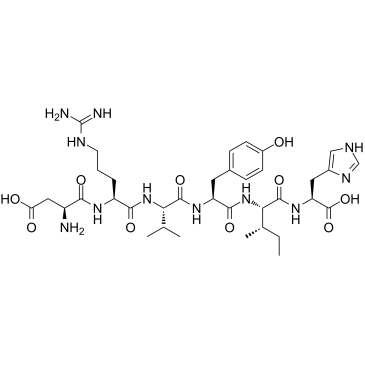 H₂N NH
HN
OH
NH
N
O H N O H N O O
HO N H O N H O N H OH
O NH₂ O O O